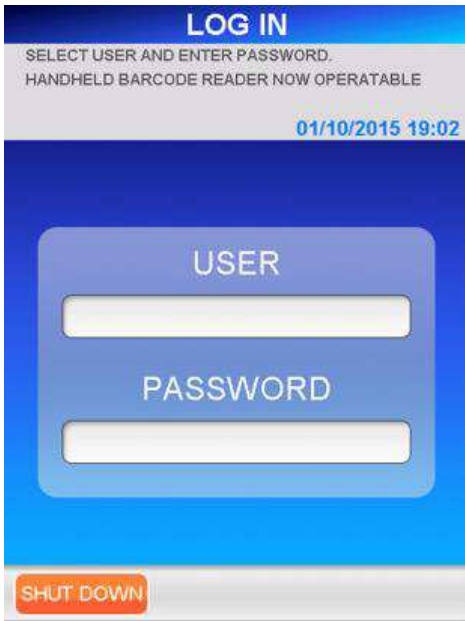 LOG IN
SELECT USER AND ENTER PASSWORD.
HANDHELD BARCODE READER NOW OPERATABLE
01/10/2015 19:02
USER
PASSWORD
SHUT DOWN